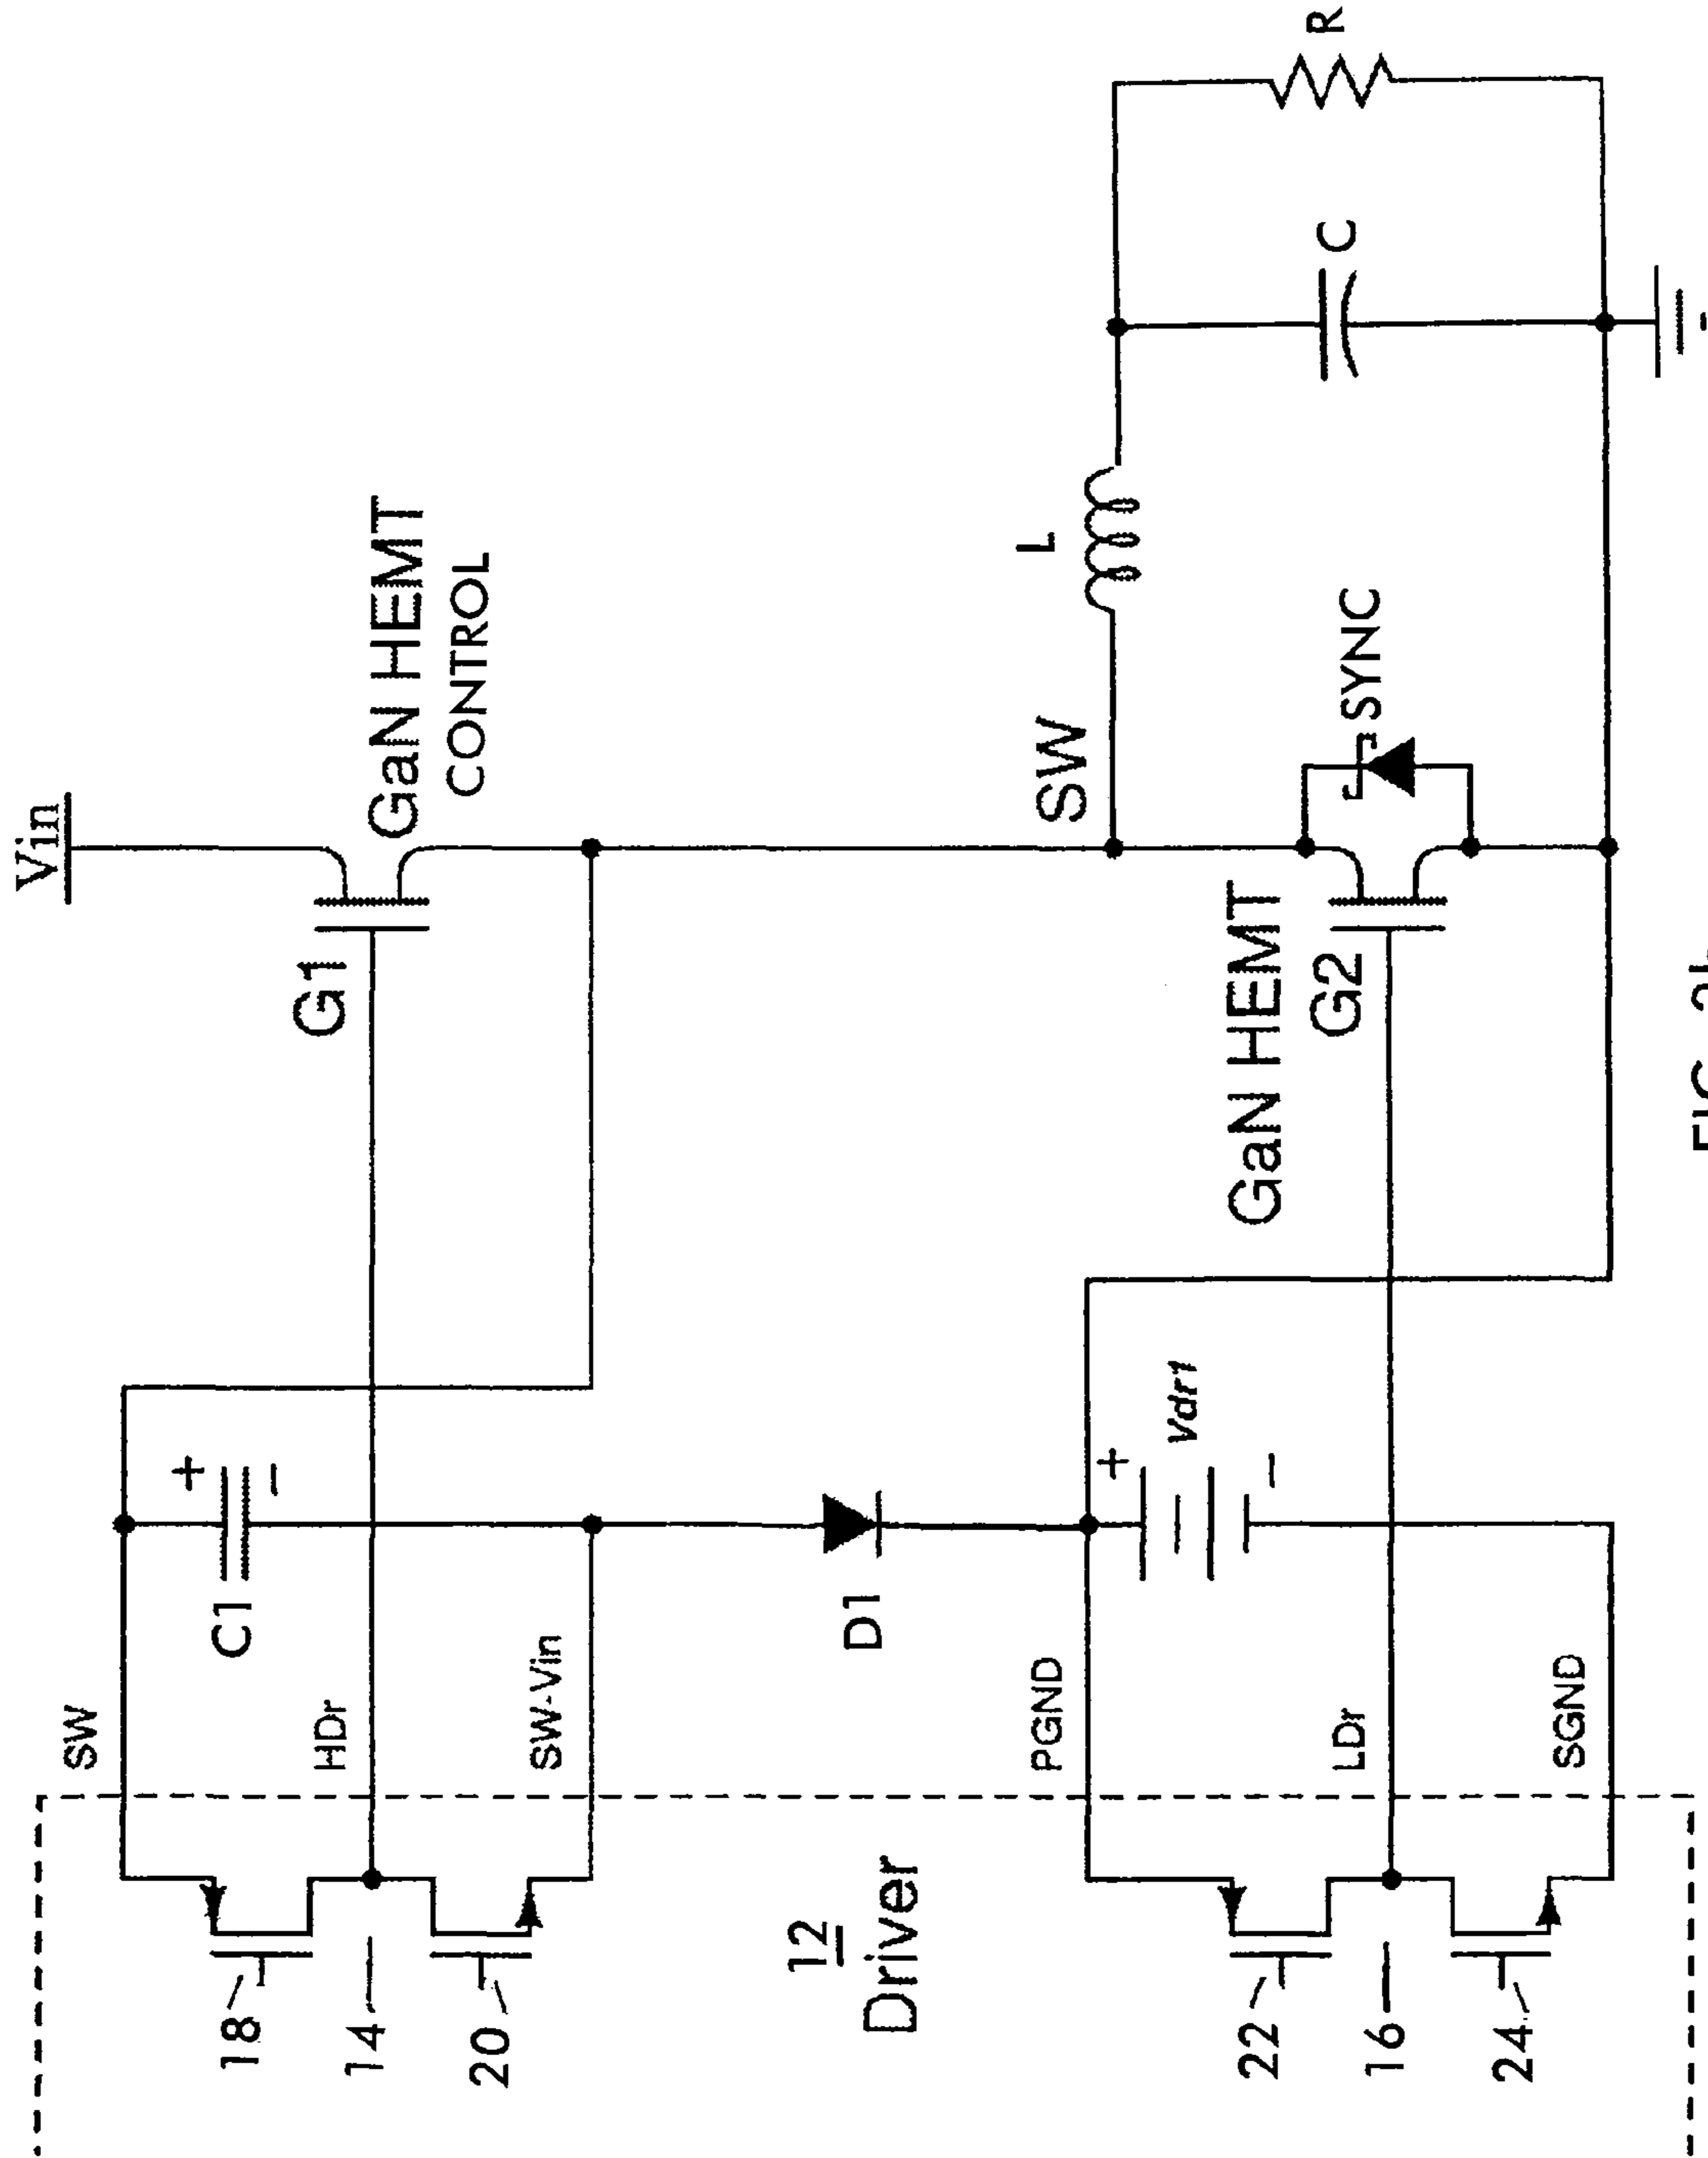 Vin
GaN HEMT
CONTROL
G1
SW
HDr
SW-Vin
C1
+
−
18
14
20
12
Driver
D1
PGND
LDr
SGND
+
Vdr1
−
22
16
24
GaN HEMT
G2
SYNC
SW
L
C
R